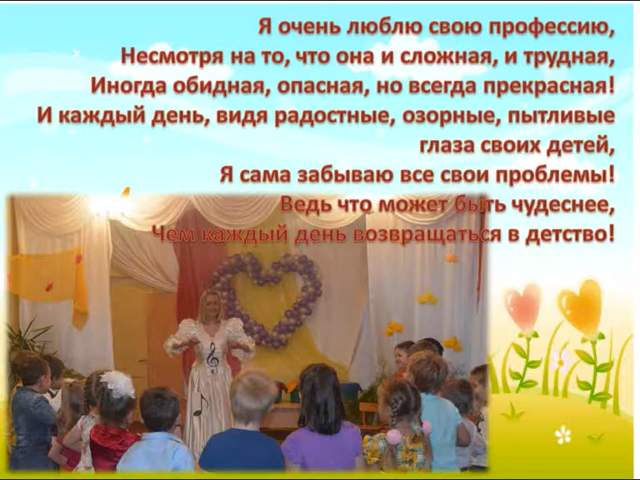 Я очень люблю свою профессию,
Несмотря на то, что она и сложная, и трудная,
Иногда обидная, опасная, но всегда прекрасная!
И каждый день, видя радостные, озорные, пытливые
глаза своих детей,
Я сама забываю все свои проблемы!
Ведь что может быть чудеснее,
Чем каждый день возвращаться в детство!